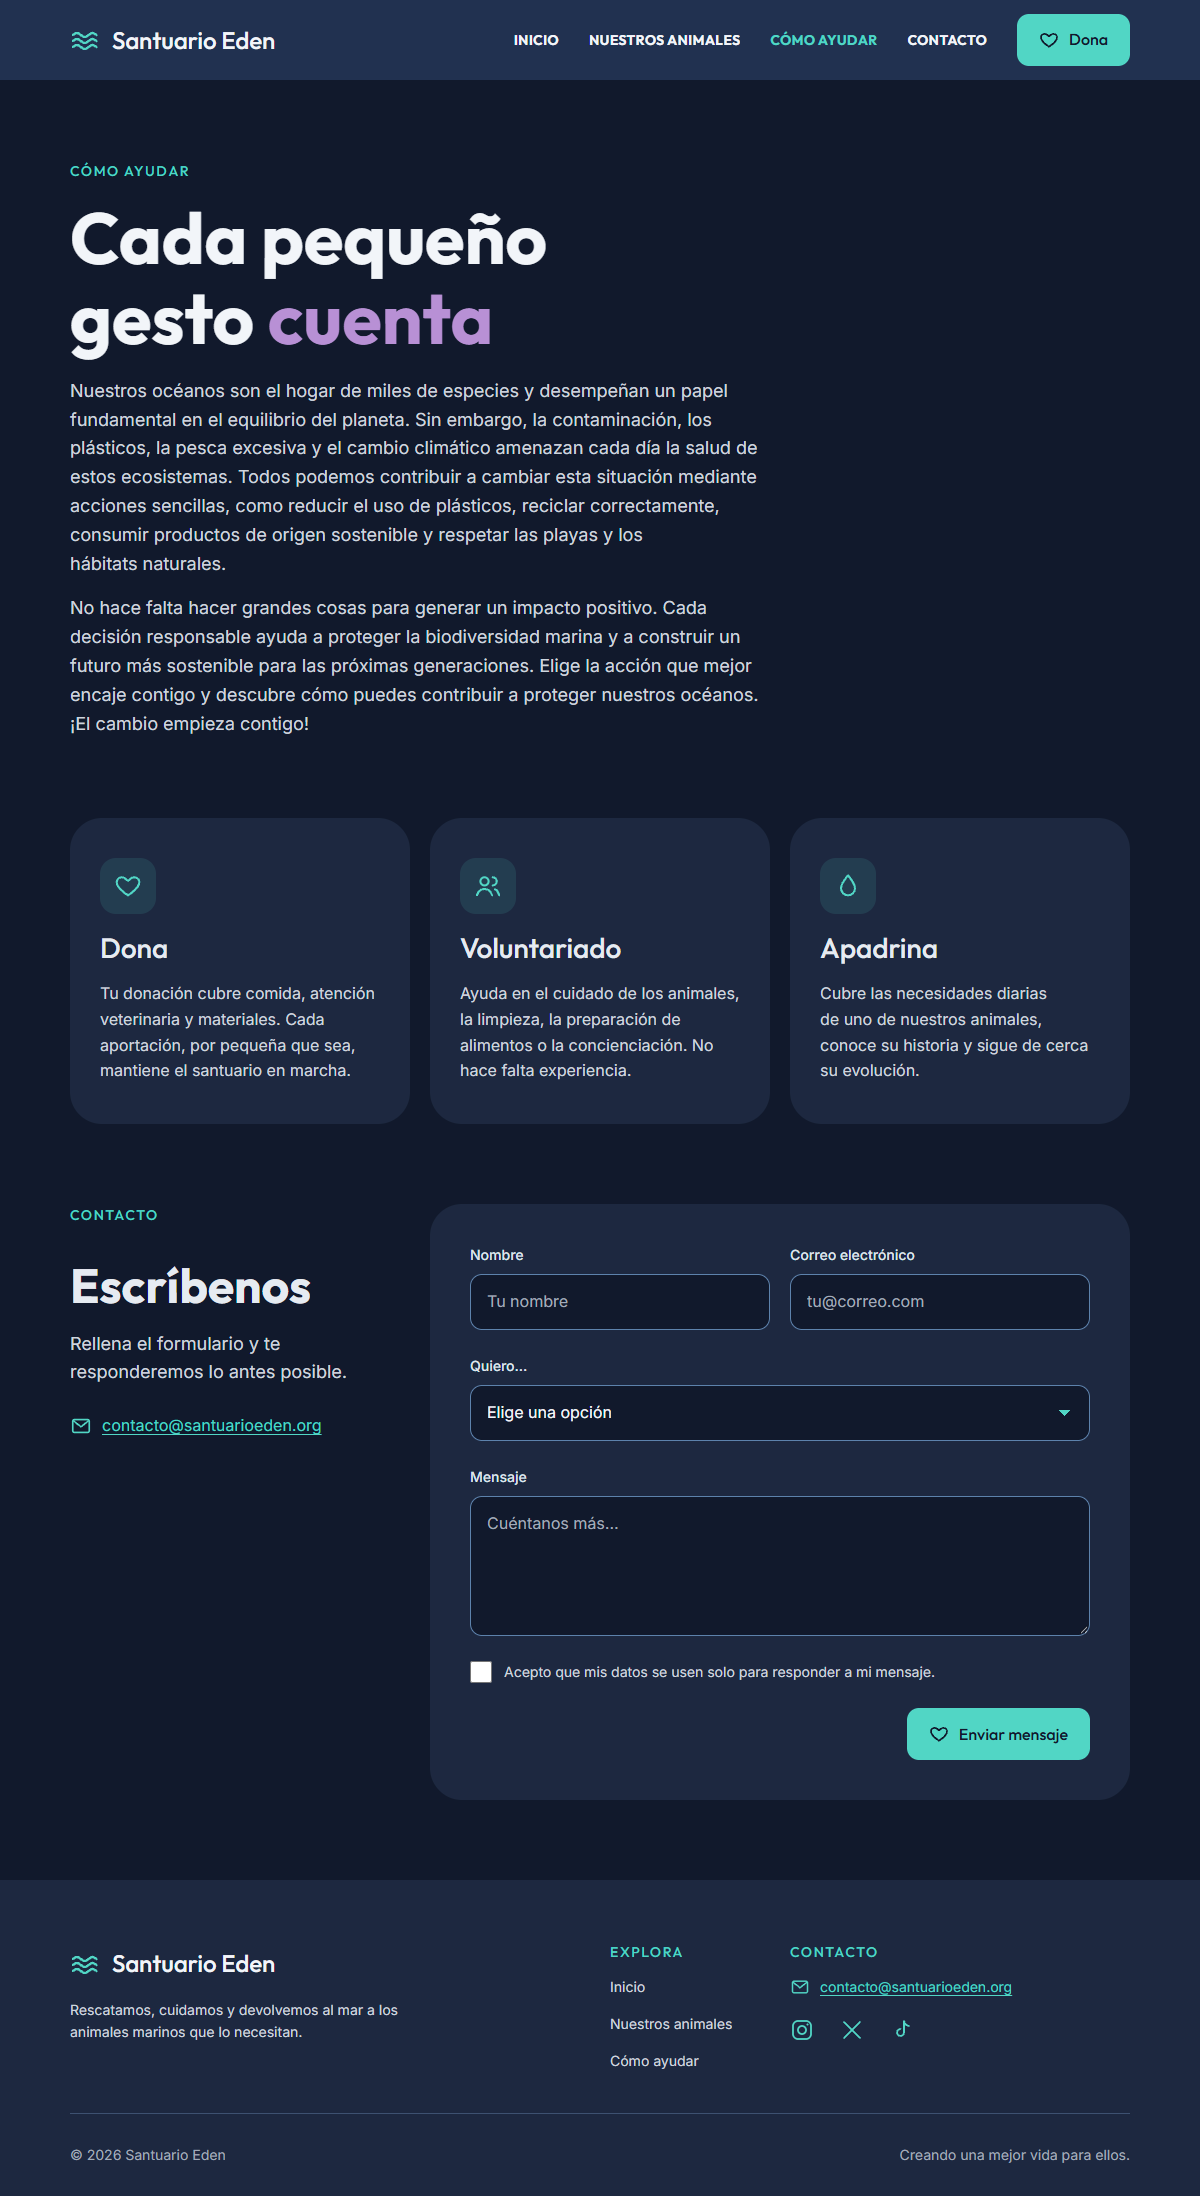 Santuario Eden
INICIO
NUESTROS ANIMALES
CÓMO AYUDAR
CONTACTO
Dona
CÓMO AYUDAR
Cada pequeño
gesto cuenta
Nuestros océanos son el hogar de miles de especies y desempeñan un papel
fundamental en el equilibrio del planeta. Sin embargo, la contaminación, los
plásticos, la pesca excesiva y el cambio climático amenazan cada día la salud de
estos ecosistemas. Todos podemos contribuir a cambiar esta situación mediante
acciones sencillas, como reducir el uso de plásticos, reciclar correctamente,
consumir productos de origen sostenible y respetar las playas y los
hábitats naturales.
No hace falta hacer grandes cosas para generar un impacto positivo. Cada
decisión responsable ayuda a proteger la biodiversidad marina y a construir un
futuro más sostenible para las próximas generaciones. Elige la acción que mejor
encaje contigo y descubre cómo puedes contribuir a proteger nuestros océanos.
¡El cambio empieza contigo!
Dona
Tu donación cubre comida, atención
veterinaria y materiales. Cada
aportación, por pequeña que sea,
mantiene el santuario en marcha.
Voluntariado
Ayuda en el cuidado de los animales,
la limpieza, la preparación de
alimentos o la concienciación. No
hace falta experiencia.
Apadrina
Cubre las necesidades diarias
de uno de nuestros animales,
conoce su historia y sigue de cerca
su evolución.
CONTACTO
Escríbenos
Rellena el formulario y te
responderemos lo antes posible.
contacto@santuarioeden.org
Nombre
Tu nombre
Correo electrónico
tu@correo.com
Quiero...
Elige una opción
Mensaje
Cuéntanos más...
Acepto que mis datos se usen solo para responder a mi mensaje.
Enviar mensaje
Santuario Eden
Rescatamos, cuidamos y devolvemos al mar a los
animales marinos que lo necesitan.
EXPLORA
Inicio
Nuestros animales
Cómo ayudar
CONTACTO
contacto@santuarioeden.org
© 2026 Santuario Eden
Creando una mejor vida para ellos.